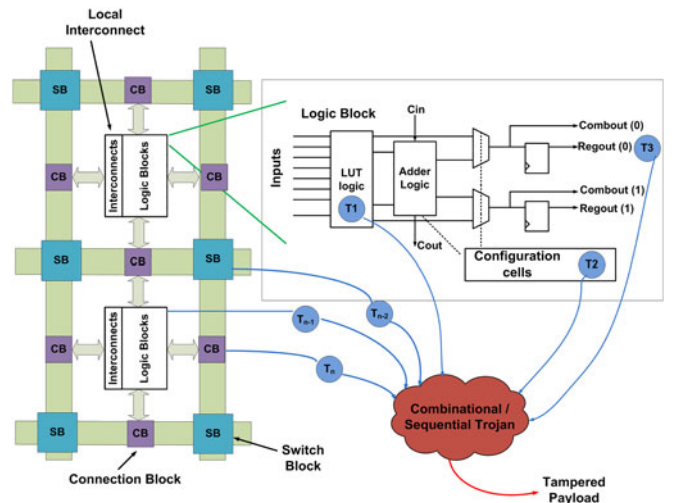 Local
Interconnect
SB
CB
SB
Logic Block
Cin
Combout (0)
Regout (0)
T3
Inputs
LUT
logic
T1
Adder
Logic
Combout (1)
Regout (1)
Cout
Configuration
cells
T2
CB
Interconnects
Logic Blocks
CB
SB
CB
SB
Tn-2
Tn-1
CB
Interconnects
Logic Blocks
CB
Tn
SB
CB
SB
Combinational /
Sequential Trojan
Switch
Block
Connection Block
Tampered
Payload